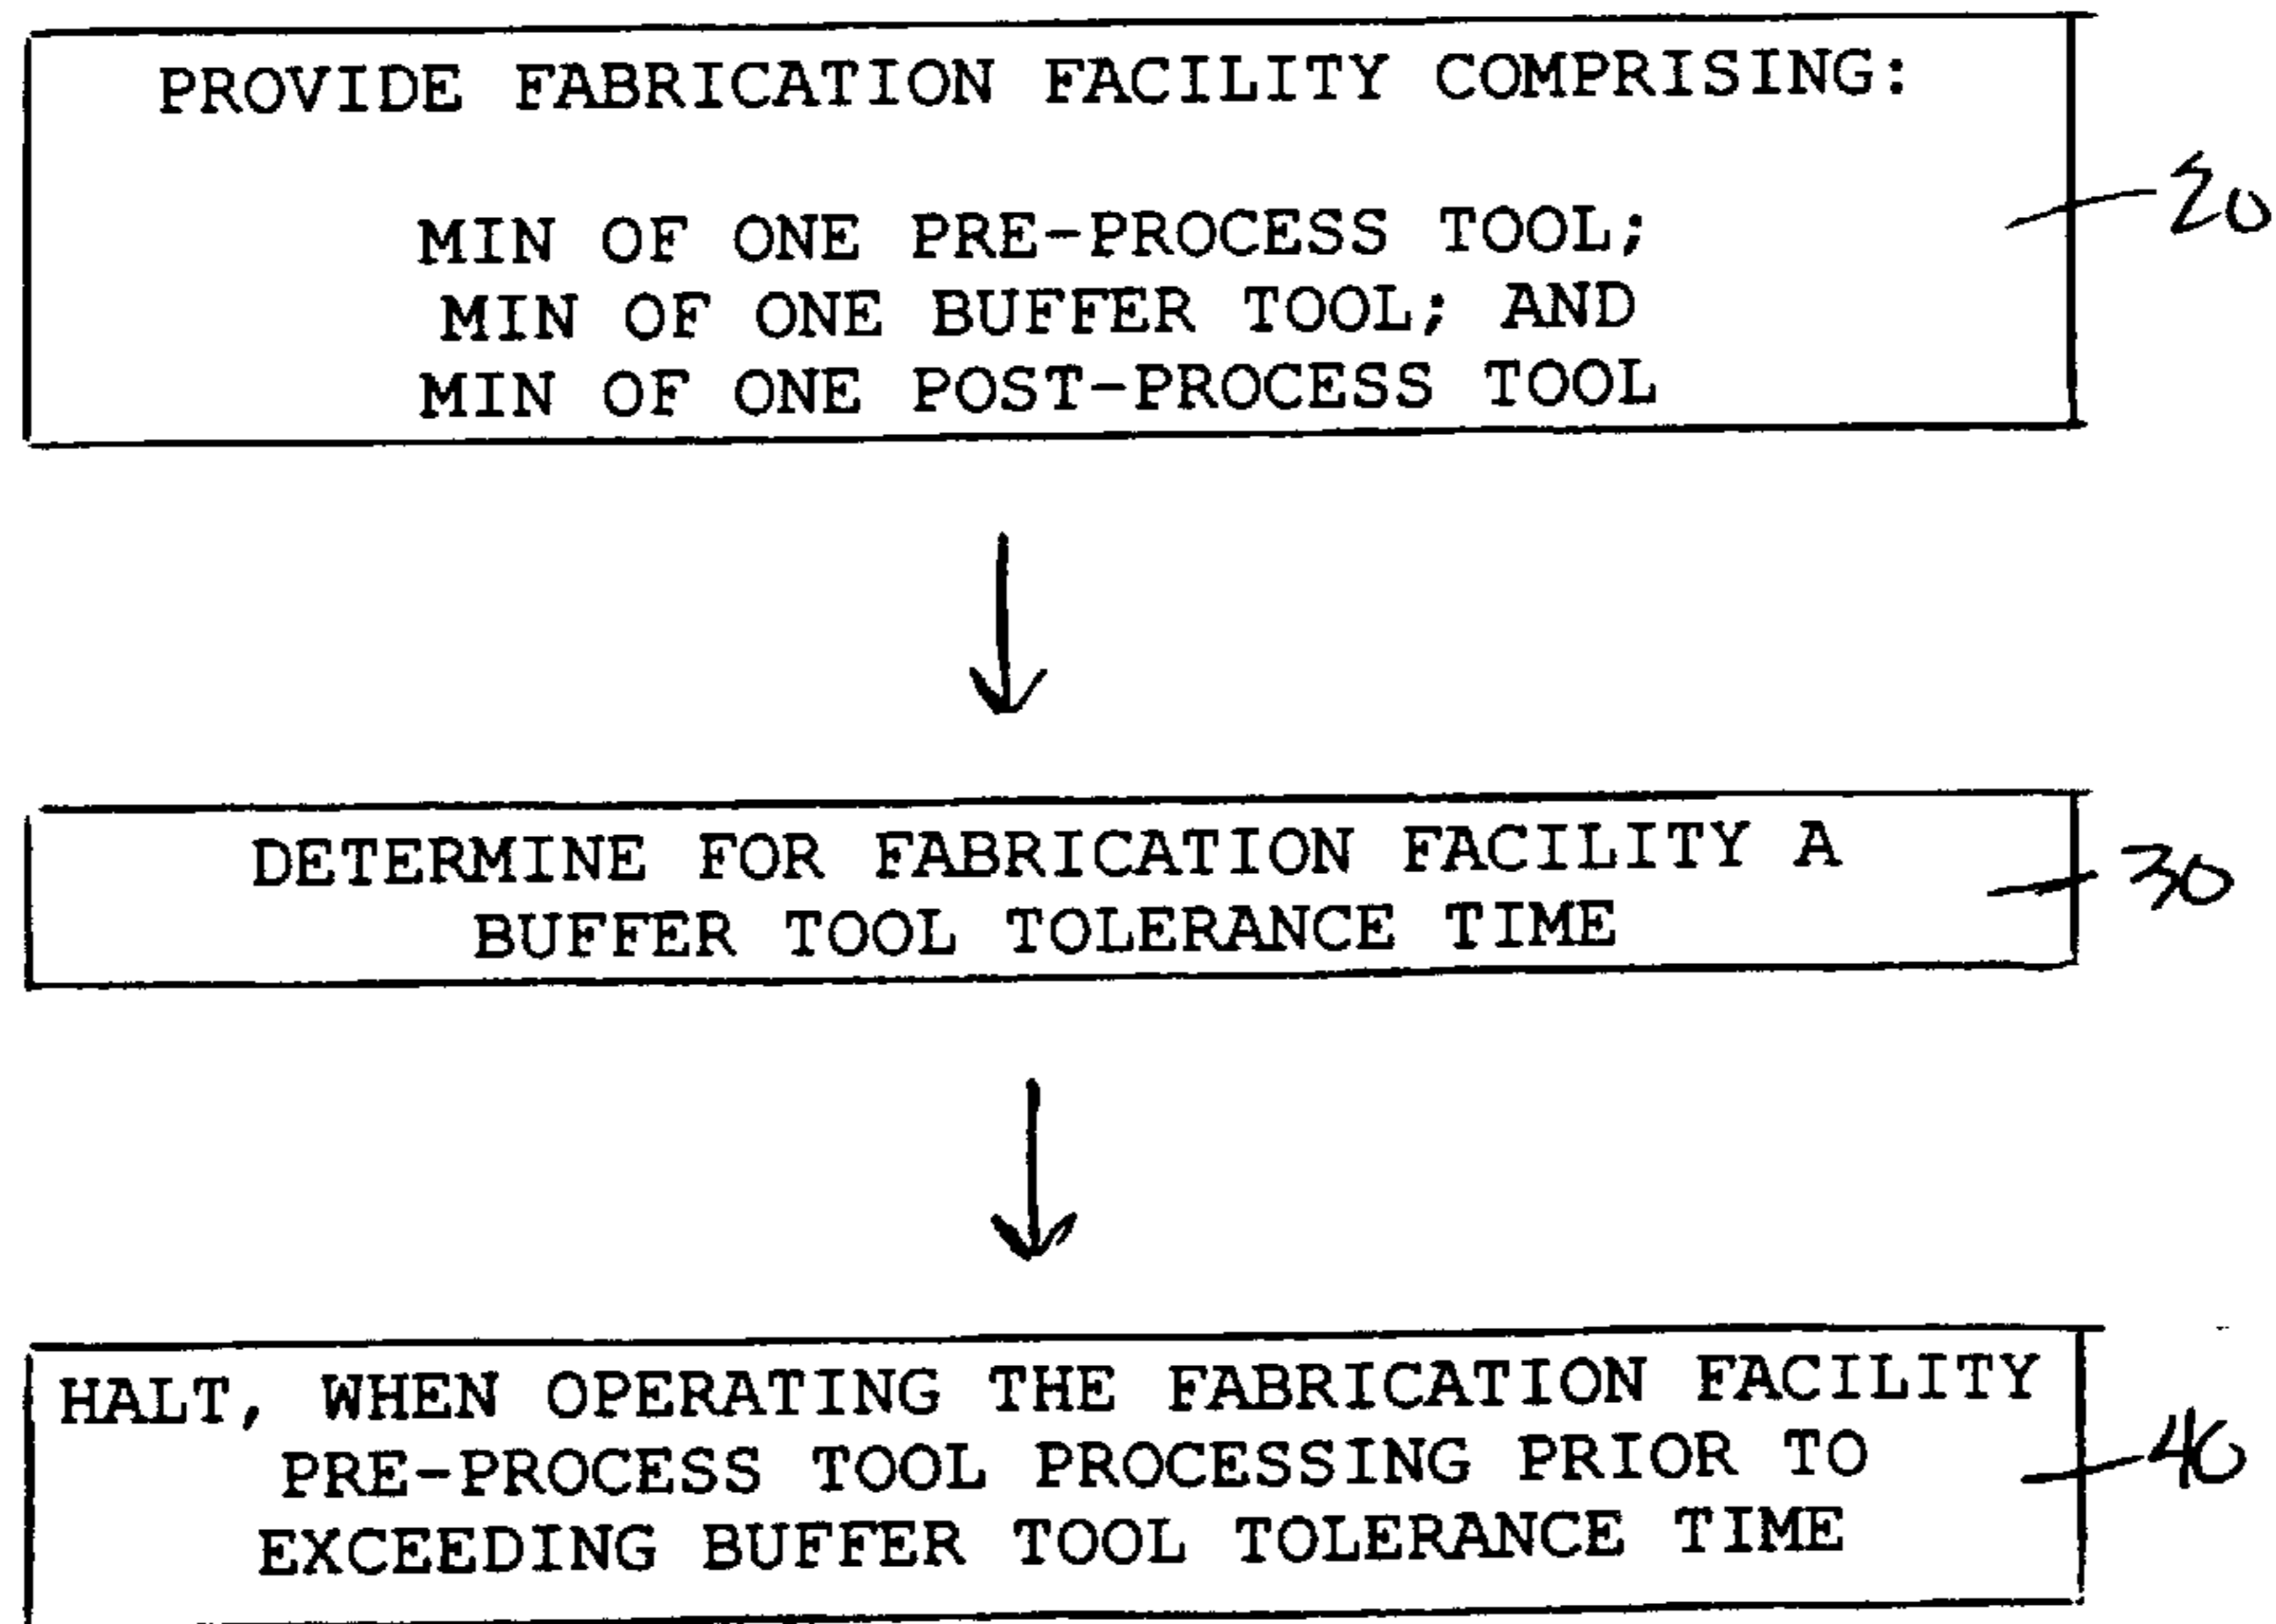 PROVIDE FABRICATION FACILITY COMPRISING:
MIN OF ONE PRE-PROCESS TOOL;
MIN OF ONE BUFFER TOOL; AND
MIN OF ONE POST-PROCESS TOOL
20
DETERMINE FOR FABRICATION FACILITY A
BUFFER TOOL TOLERANCE TIME
30
HALT, WHEN OPERATING THE FABRICATION FACILITY
PRE-PROCESS TOOL PROCESSING PRIOR TO
EXCEEDING BUFFER TOOL TOLERANCE TIME
40